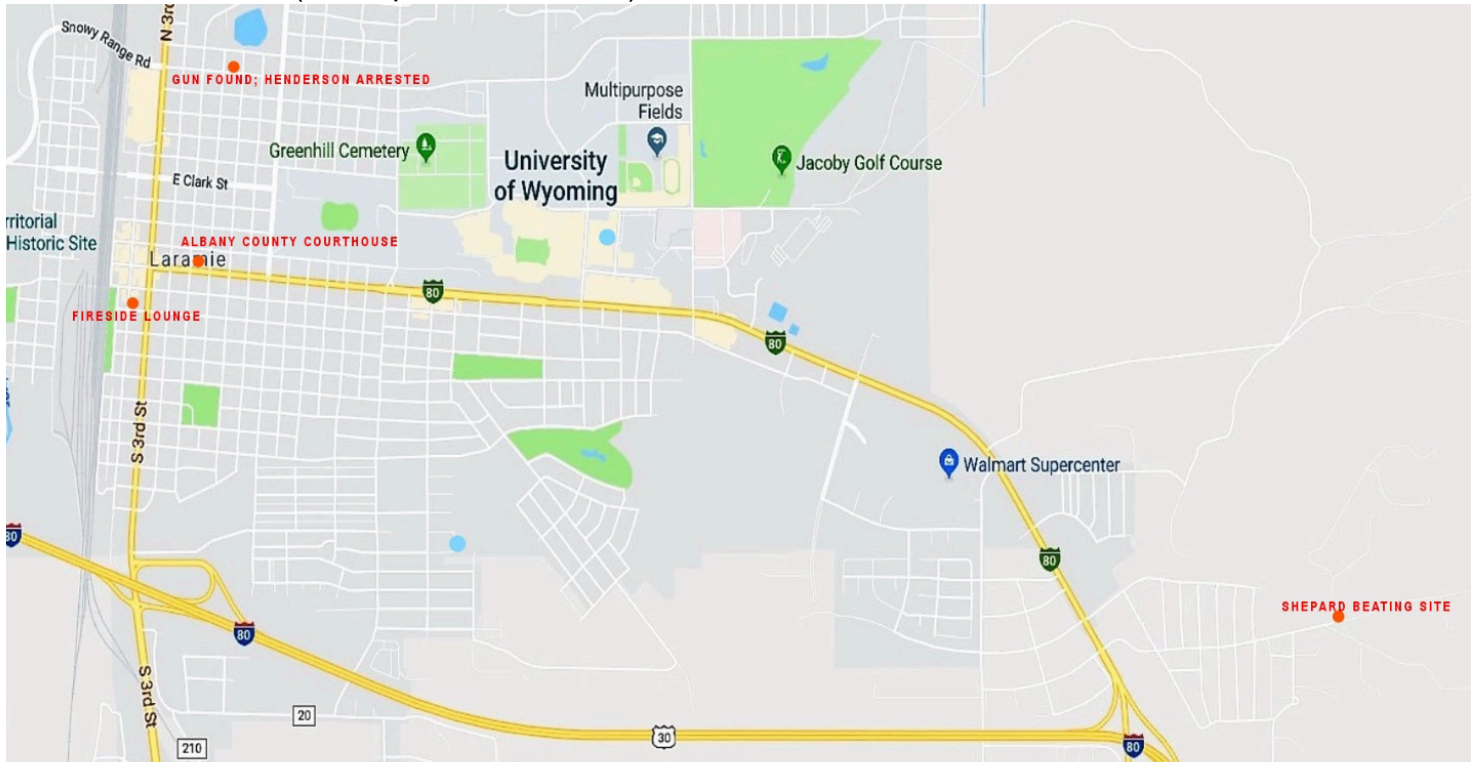 N 3rd
Snowy Range Rd
GUN FOUND; HENDERSON ARRESTED
Multipurpose
Fields
Greenhill Cemetery
University
of Wyoming
Jacoby Golf Course
E Clark St
rritorial
Historic Site
ALBANY COUNTY COURTHOUSE
Laramie
80
FIRESIDE LOUNGE
80
S 3rd St
Walmart Supercenter
80
80
SHEPARD BEATING SITE
80
S 3rd St
20
30
210
80